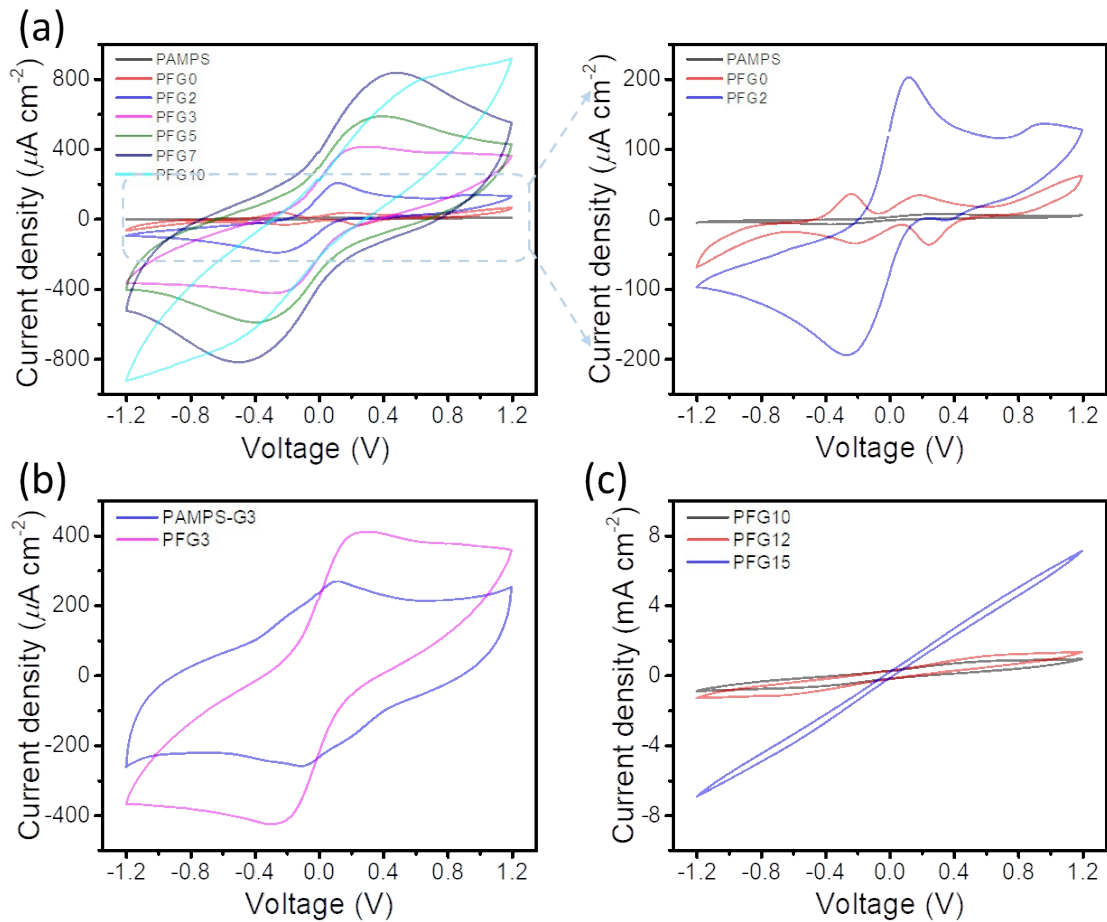 (a)
PAMPS
PFG0
PFG2
PFG3
PFG5
PFG7
PFG10
800
400
0
-400
-800
-1.2 -0.8 -0.4 0.0 0.4 0.8 1.2
Voltage (V)
Current density (μA cm-2)
PAMPS
PFG0
PFG2
200
100
0
-100
-200
-1.2 -0.8 -0.4 0.0 0.4 0.8 1.2
Voltage (V)
Current density (μA cm-2)
(b)
PAMPS-G3
PFG3
400
200
0
-200
-400
-1.2 -0.8 -0.4 0.0 0.4 0.8 1.2
Voltage (V)
Current density (μA cm-2)
(c)
PFG10
PFG12
PFG15
8
4
0
-4
-8
-1.2 -0.8 -0.4 0.0 0.4 0.8 1.2
Voltage (V)
Current density (mA cm-2)